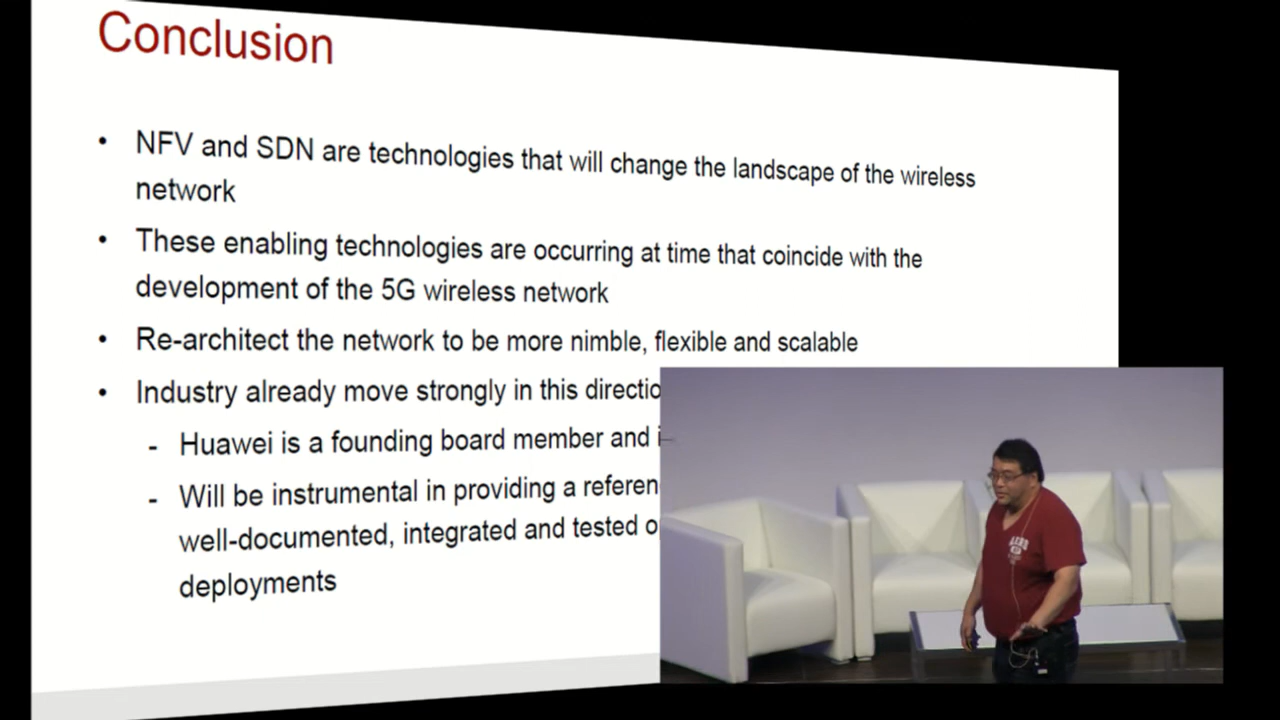 Conclusion
• NFV and SDN are technologies that will change the landscape of the wireless
network
• These enabling technologies are occurring at time that coincide with the
development of the 5G wireless network
• Re-architect the network to be more nimble, flexible and scalable
• Industry already move strongly in this directio
- Huawei is a founding board member and i
- Will be instrumental in providing a referen
well-documented, integrated and tested o
deployments